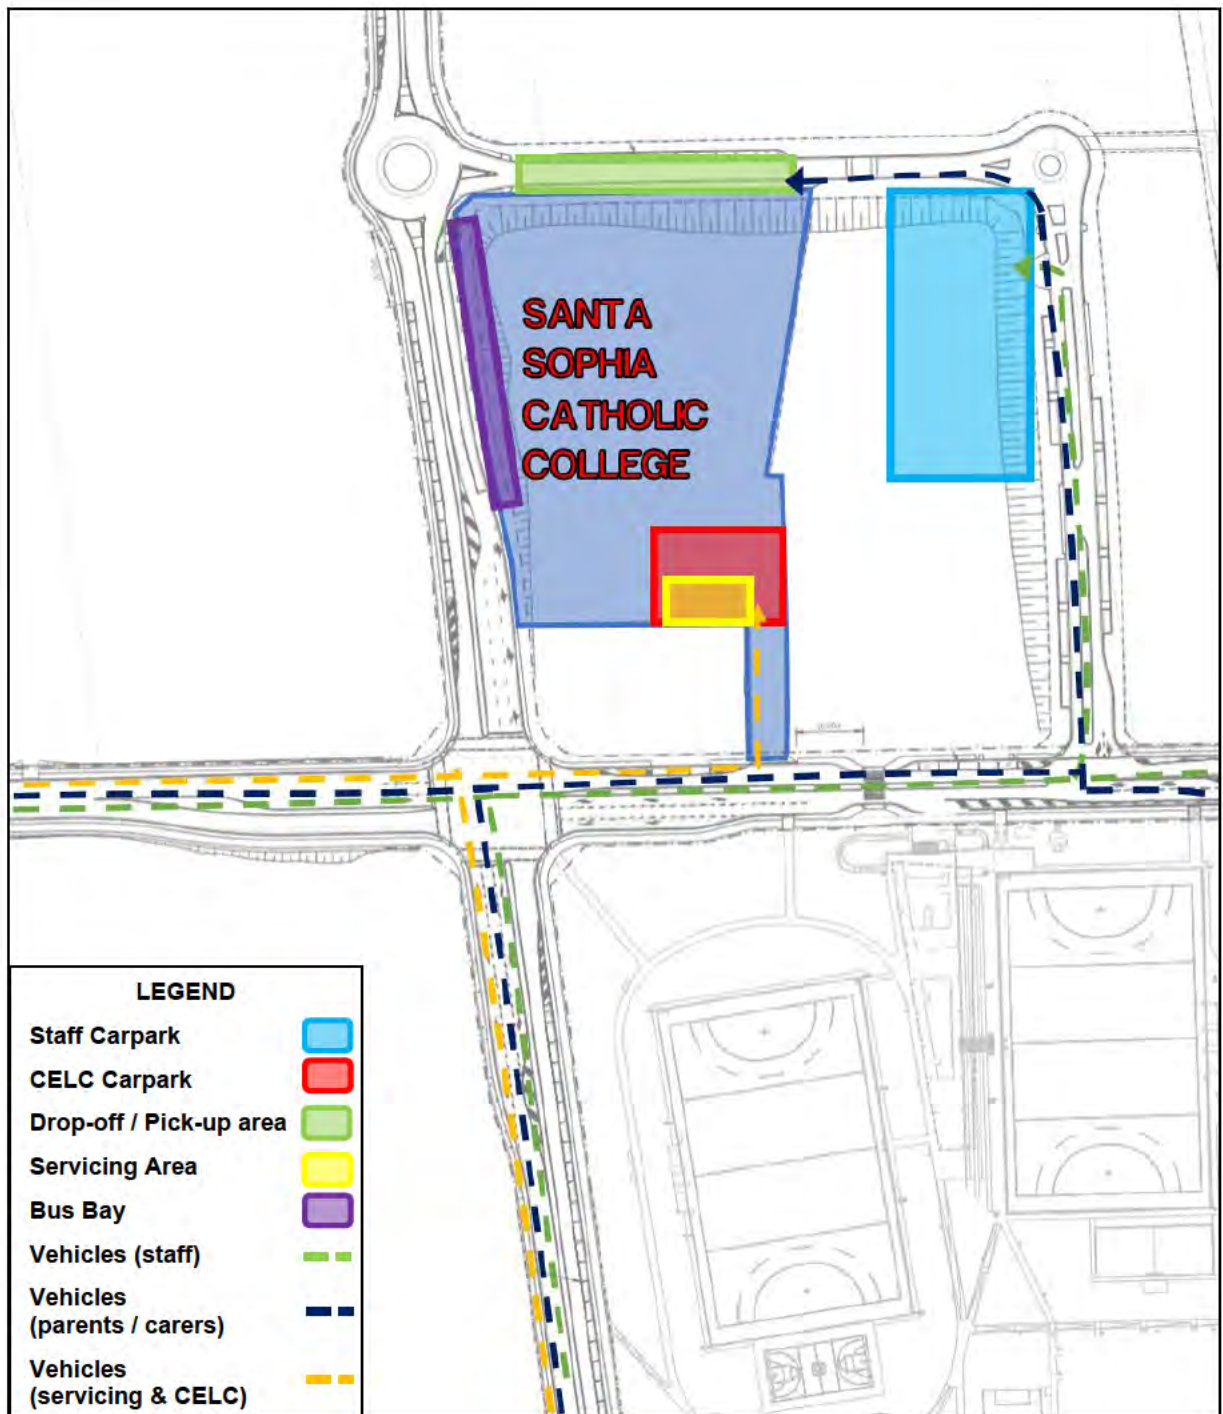 SANTA
SOPHIA
CATHOLIC
COLLEGE
LEGEND
Staff Carpark
CELC Carpark
Drop-off / Pick-up area
Servicing Area
Bus Bay
Vehicles (staff)
Vehicles
(parents / carers)
Vehicles
(servicing & CELC)